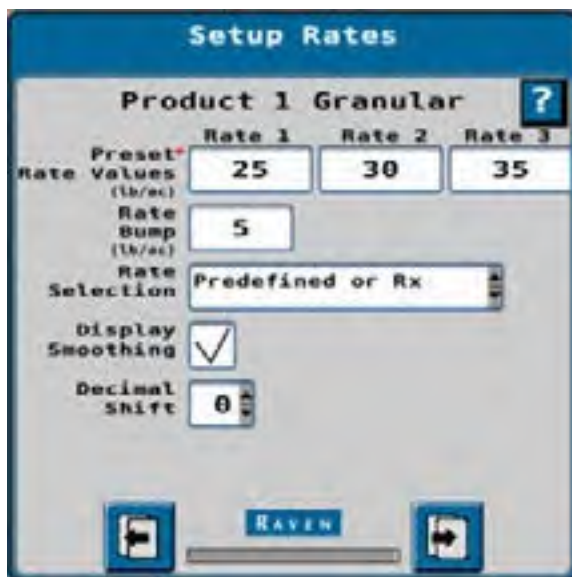 Setup Rates
Product 1 Granular ?
Rate 1 Rate 2 Rate 3
Preset*
Rate Values 25 30 35
(lb/ac)
Rate
Bump 5
(lb/ac)
Rate
Selection Predefined or Rx
Display
Smoothing
Decimal
Shift 0
RAVEN